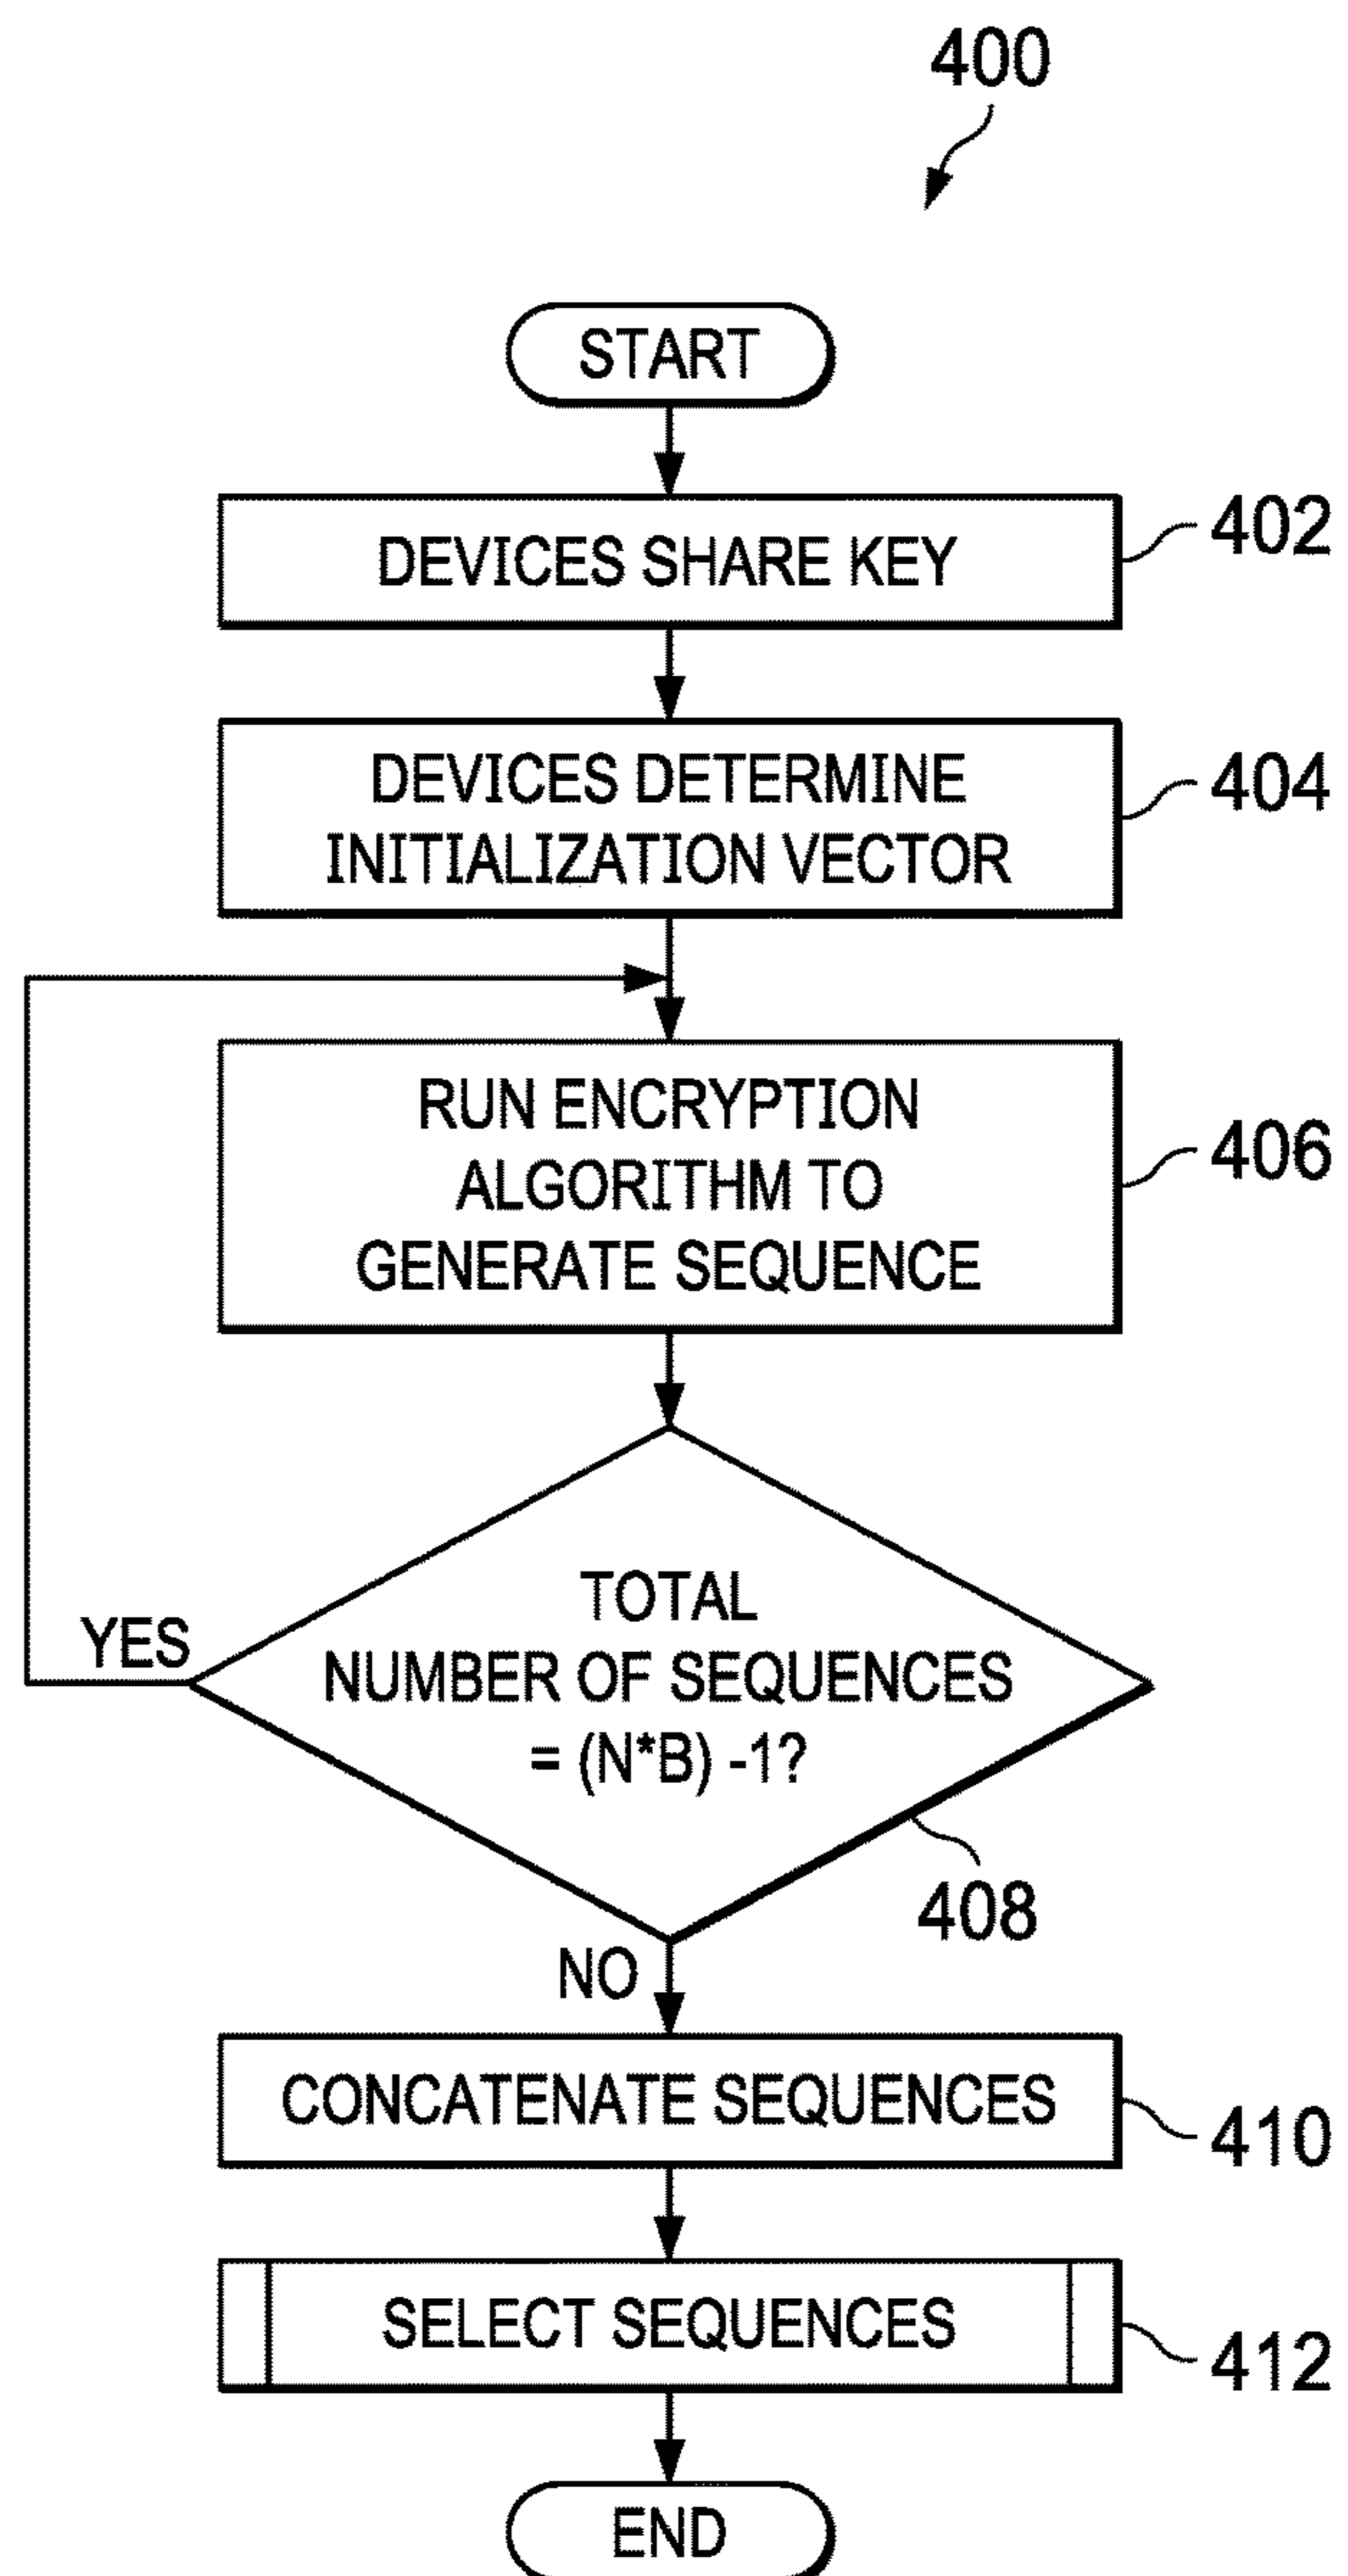 400
START
DEVICES SHARE KEY
402
DEVICES DETERMINE
INITIALIZATION VECTOR
404
RUN ENCRYPTION
ALGORITHM TO
GENERATE SEQUENCE
406
TOTAL
NUMBER OF SEQUENCES
= (N*B) -1?
YES
408
NO
CONCATENATE SEQUENCES
410
SELECT SEQUENCES
412
END